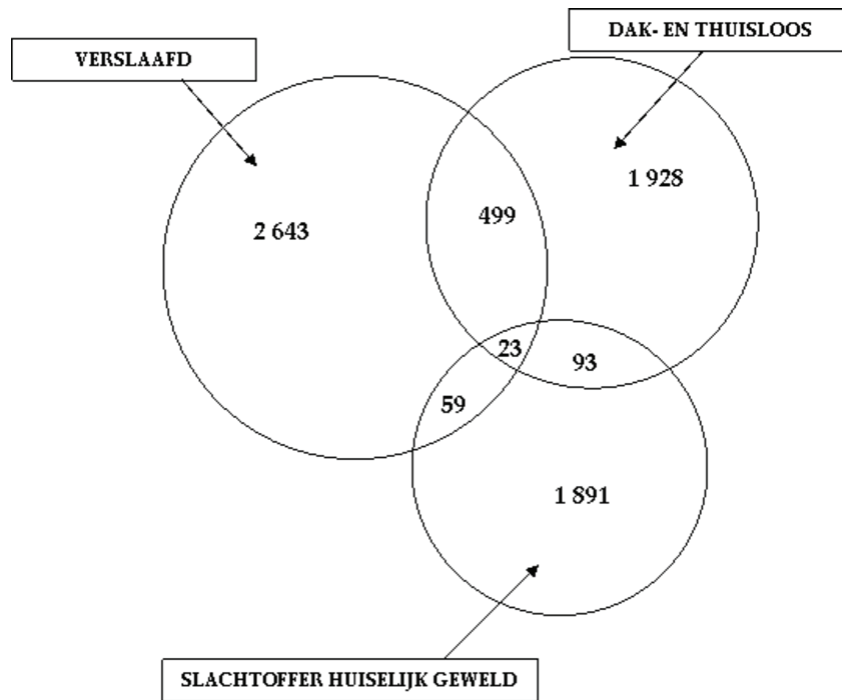 DAK- EN THUISLOOS
VERSLAAFD
1 928
499
2 643
23
93
59
1 891
SLACHTOFFER HUISELIJK GEWELD